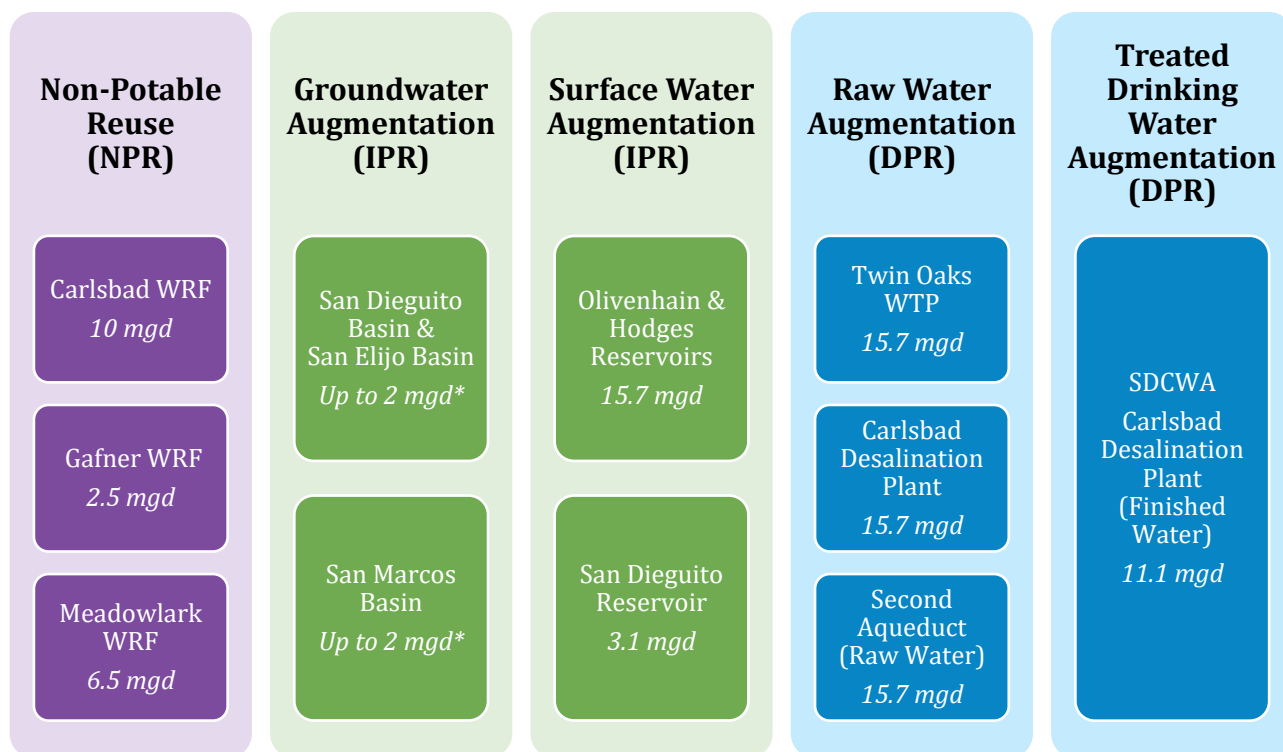 Non-Potable
Reuse
(NPR)
Carlsbad WRF
10 mgd
Gafner WRF
2.5 mgd
Meadowlark
WRF
6.5 mgd
Groundwater
Augmentation
(IPR)
San Dieguito
Basin &
San Elijo Basin
Up to 2 mgd*
San Marcos
Basin
Up to 2 mgd*
Surface Water
Augmentation
(IPR)
Olivenhain &
Hodges
Reservoirs
15.7 mgd
San Dieguito
Reservoir
3.1 mgd
Raw Water
Augmentation
(DPR)
Twin Oaks
WTP
15.7 mgd
Carlsbad
Desalination
Plant
15.7 mgd
Second
Aqueduct
(Raw Water)
15.7 mgd
Treated
Drinking
Water
Augmentation
(DPR)
SDCWA
Carlsbad
Desalination
Plant
(Finished
Water)
11.1 mgd